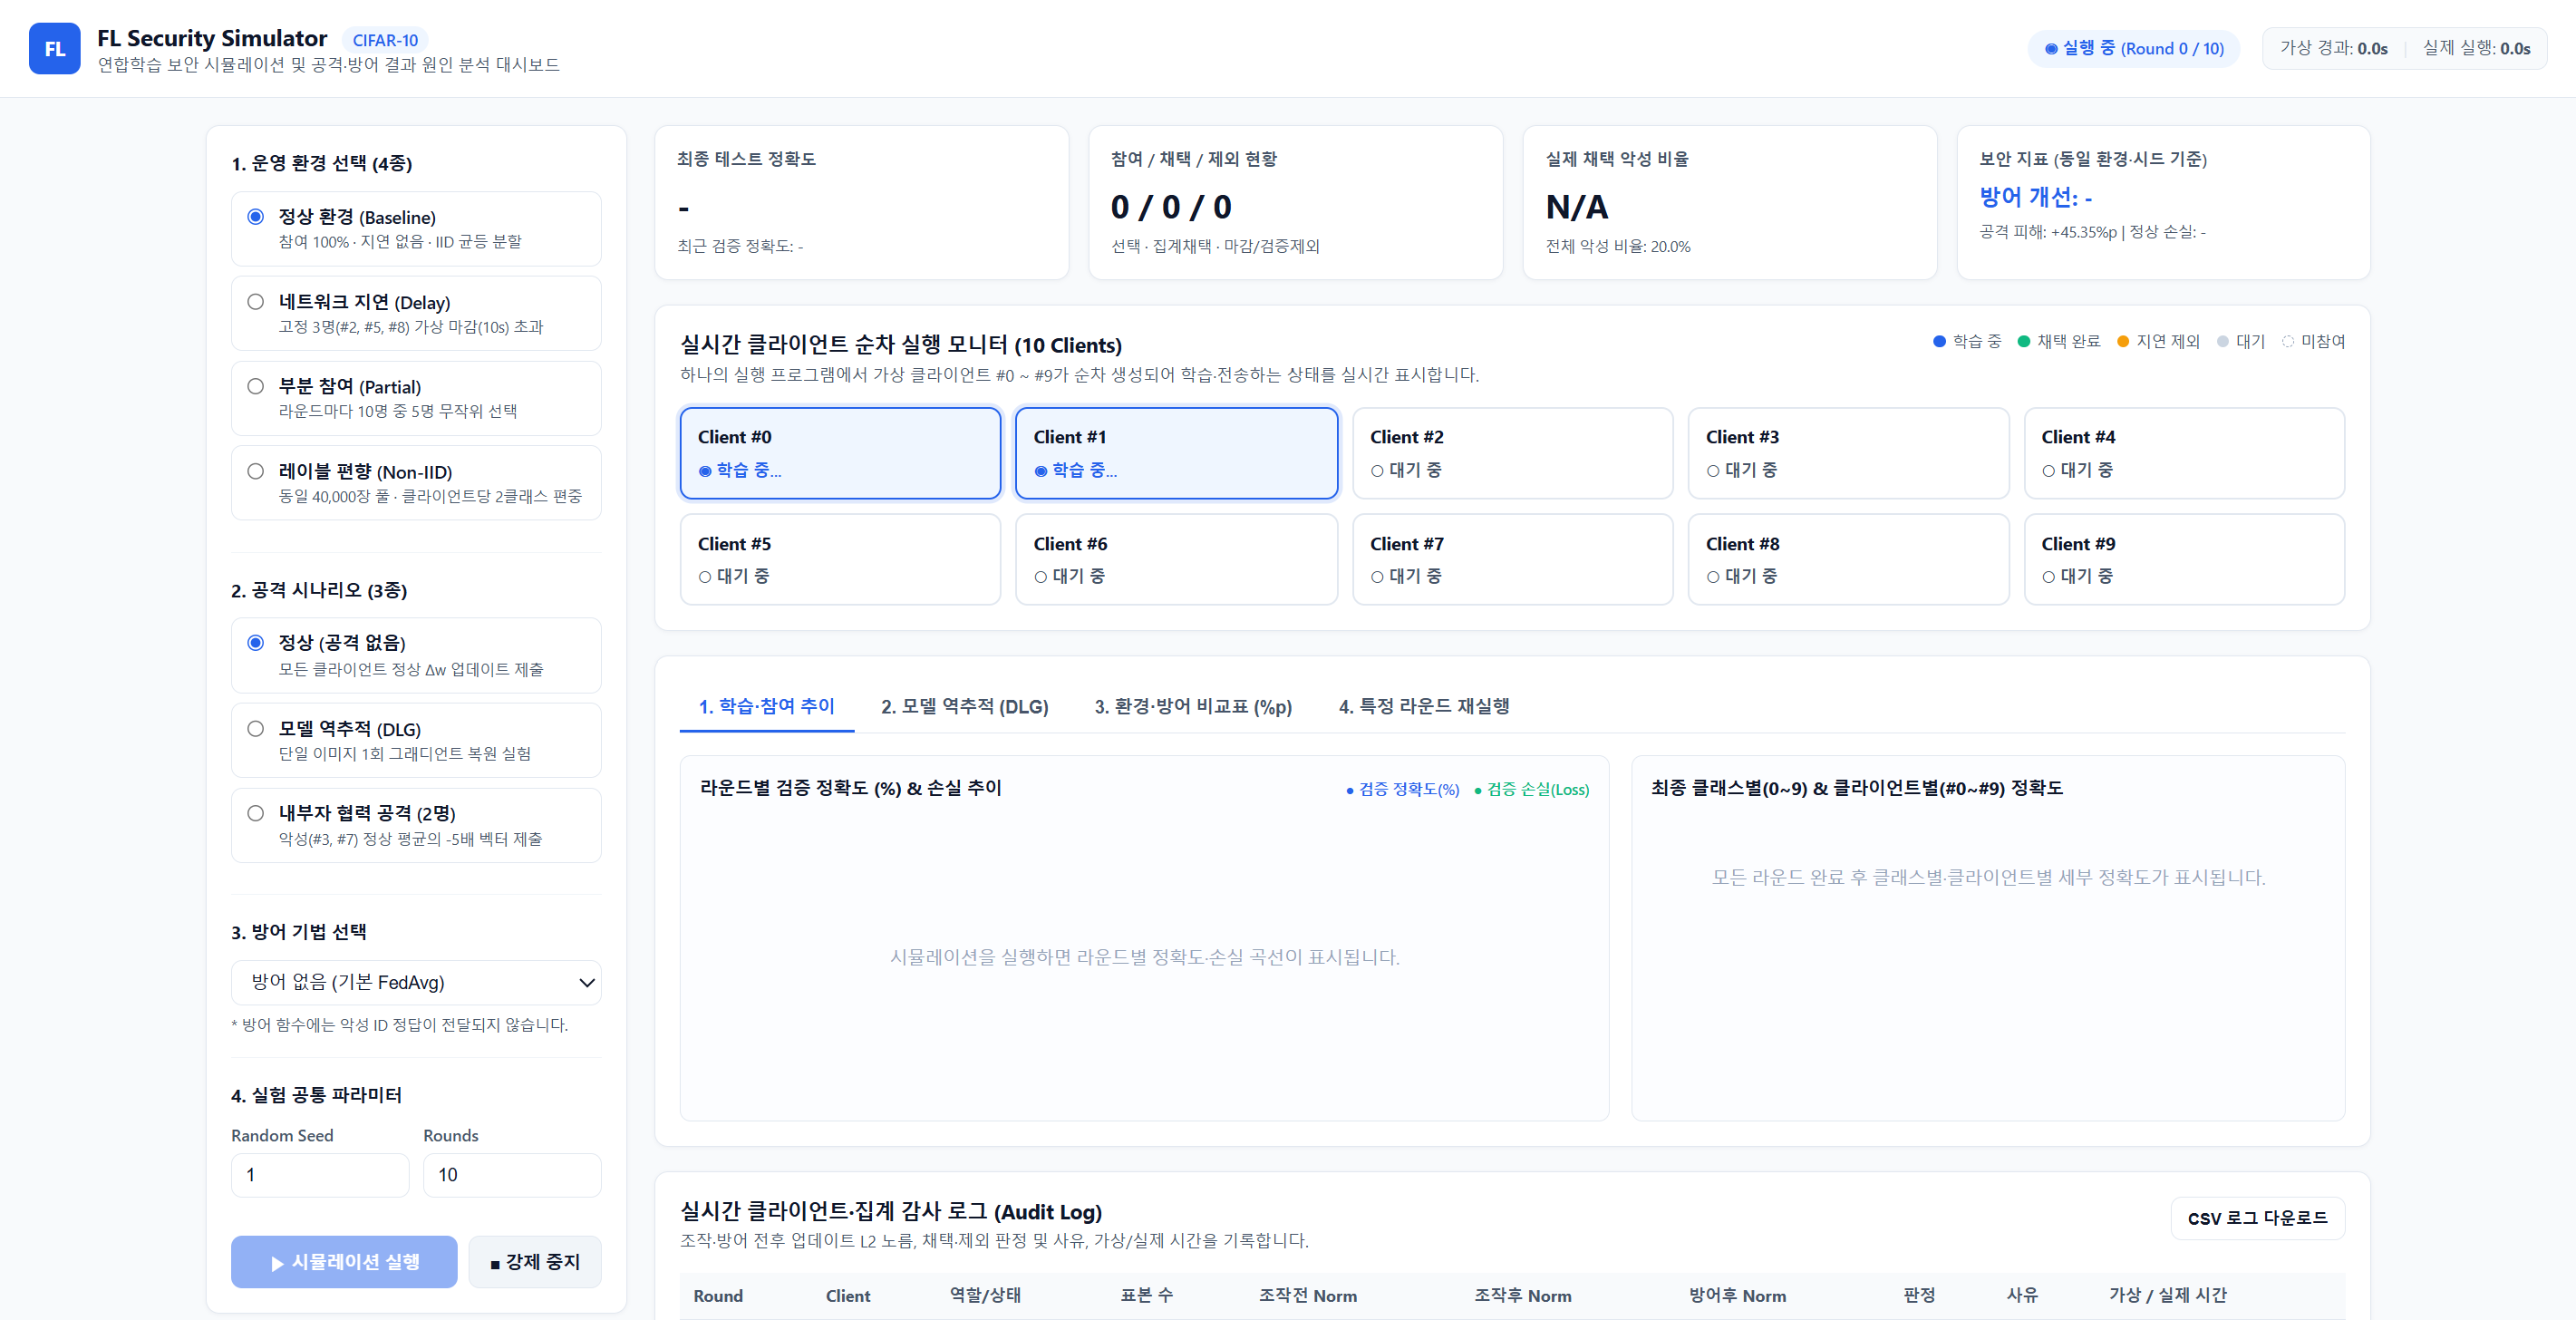 FL
FL Security Simulator
CIFAR-10
연합학습 보안 시뮬레이션 및 공격·방어 결과 원인 분석 대시보드
◉ 실행 중 (Round 0 / 10)
가상 경과: 0.0s | 실제 실행: 0.0s
1. 운영 환경 선택 (4종)
정상 환경 (Baseline)
참여 100% · 지연 없음 · IID 균등 분할
네트워크 지연 (Delay)
고정 3명(#2, #5, #8) 가상 마감(10s) 초과
부분 참여 (Partial)
라운드마다 10명 중 5명 무작위 선택
레이블 편향 (Non-IID)
동일 40,000장 풀 · 클라이언트당 2클래스 편중
2. 공격 시나리오 (3종)
정상 (공격 없음)
모든 클라이언트 정상 Δw 업데이트 제출
모델 역추적 (DLG)
단일 이미지 1회 그래디언트 복원 실험
내부자 협력 공격 (2명)
악성(#3, #7) 정상 평균의 -5배 벡터 제출
3. 방어 기법 선택
방어 없음 (기본 FedAvg)
* 방어 함수에는 악성 ID 정답이 전달되지 않습니다.
4. 실험 공통 파라미터
Random Seed
Rounds
1
10
▶ 시뮬레이션 실행
■ 강제 중지
최종 테스트 정확도
-
최근 검증 정확도: -
참여 / 채택 / 제외 현황
0 / 0 / 0
선택 · 집계채택 · 마감/검증제외
실제 채택 악성 비율
N/A
전체 악성 비율: 20.0%
보안 지표 (동일 환경·시드 기준)
방어 개선: -
공격 피해: +45.35%p | 정상 손실: -
실시간 클라이언트 순차 실행 모니터 (10 Clients)
하나의 실행 프로그램에서 가상 클라이언트 #0 ~ #9가 순차 생성되어 학습·전송하는 상태를 실시간 표시합니다.
학습 중
채택 완료
지연 제외
대기
미참여
Client #0
◉ 학습 중...
Client #1
◉ 학습 중...
Client #2
○ 대기 중
Client #3
○ 대기 중
Client #4
○ 대기 중
Client #5
○ 대기 중
Client #6
○ 대기 중
Client #7
○ 대기 중
Client #8
○ 대기 중
Client #9
○ 대기 중
1. 학습·참여 추이
2. 모델 역추적 (DLG)
3. 환경·방어 비교표 (%p)
4. 특정 라운드 재실행
라운드별 검증 정확도 (%) & 손실 추이
● 검증 정확도(%)
● 검증 손실(Loss)
시뮬레이션을 실행하면 라운드별 정확도·손실 곡선이 표시됩니다.
최종 클래스별(0~9) & 클라이언트별(#0~#9) 정확도
모든 라운드 완료 후 클래스별·클라이언트별 세부 정확도가 표시됩니다.
실시간 클라이언트·집계 감사 로그 (Audit Log)
조작·방어 전후 업데이트 L2 노름, 채택·제외 판정 및 사유, 가상/실제 시간을 기록합니다.
CSV 로그 다운로드
Round
Client
역할/상태
표본 수
조작전 Norm
조작후 Norm
방어후 Norm
판정
사유
가상 / 실제 시간